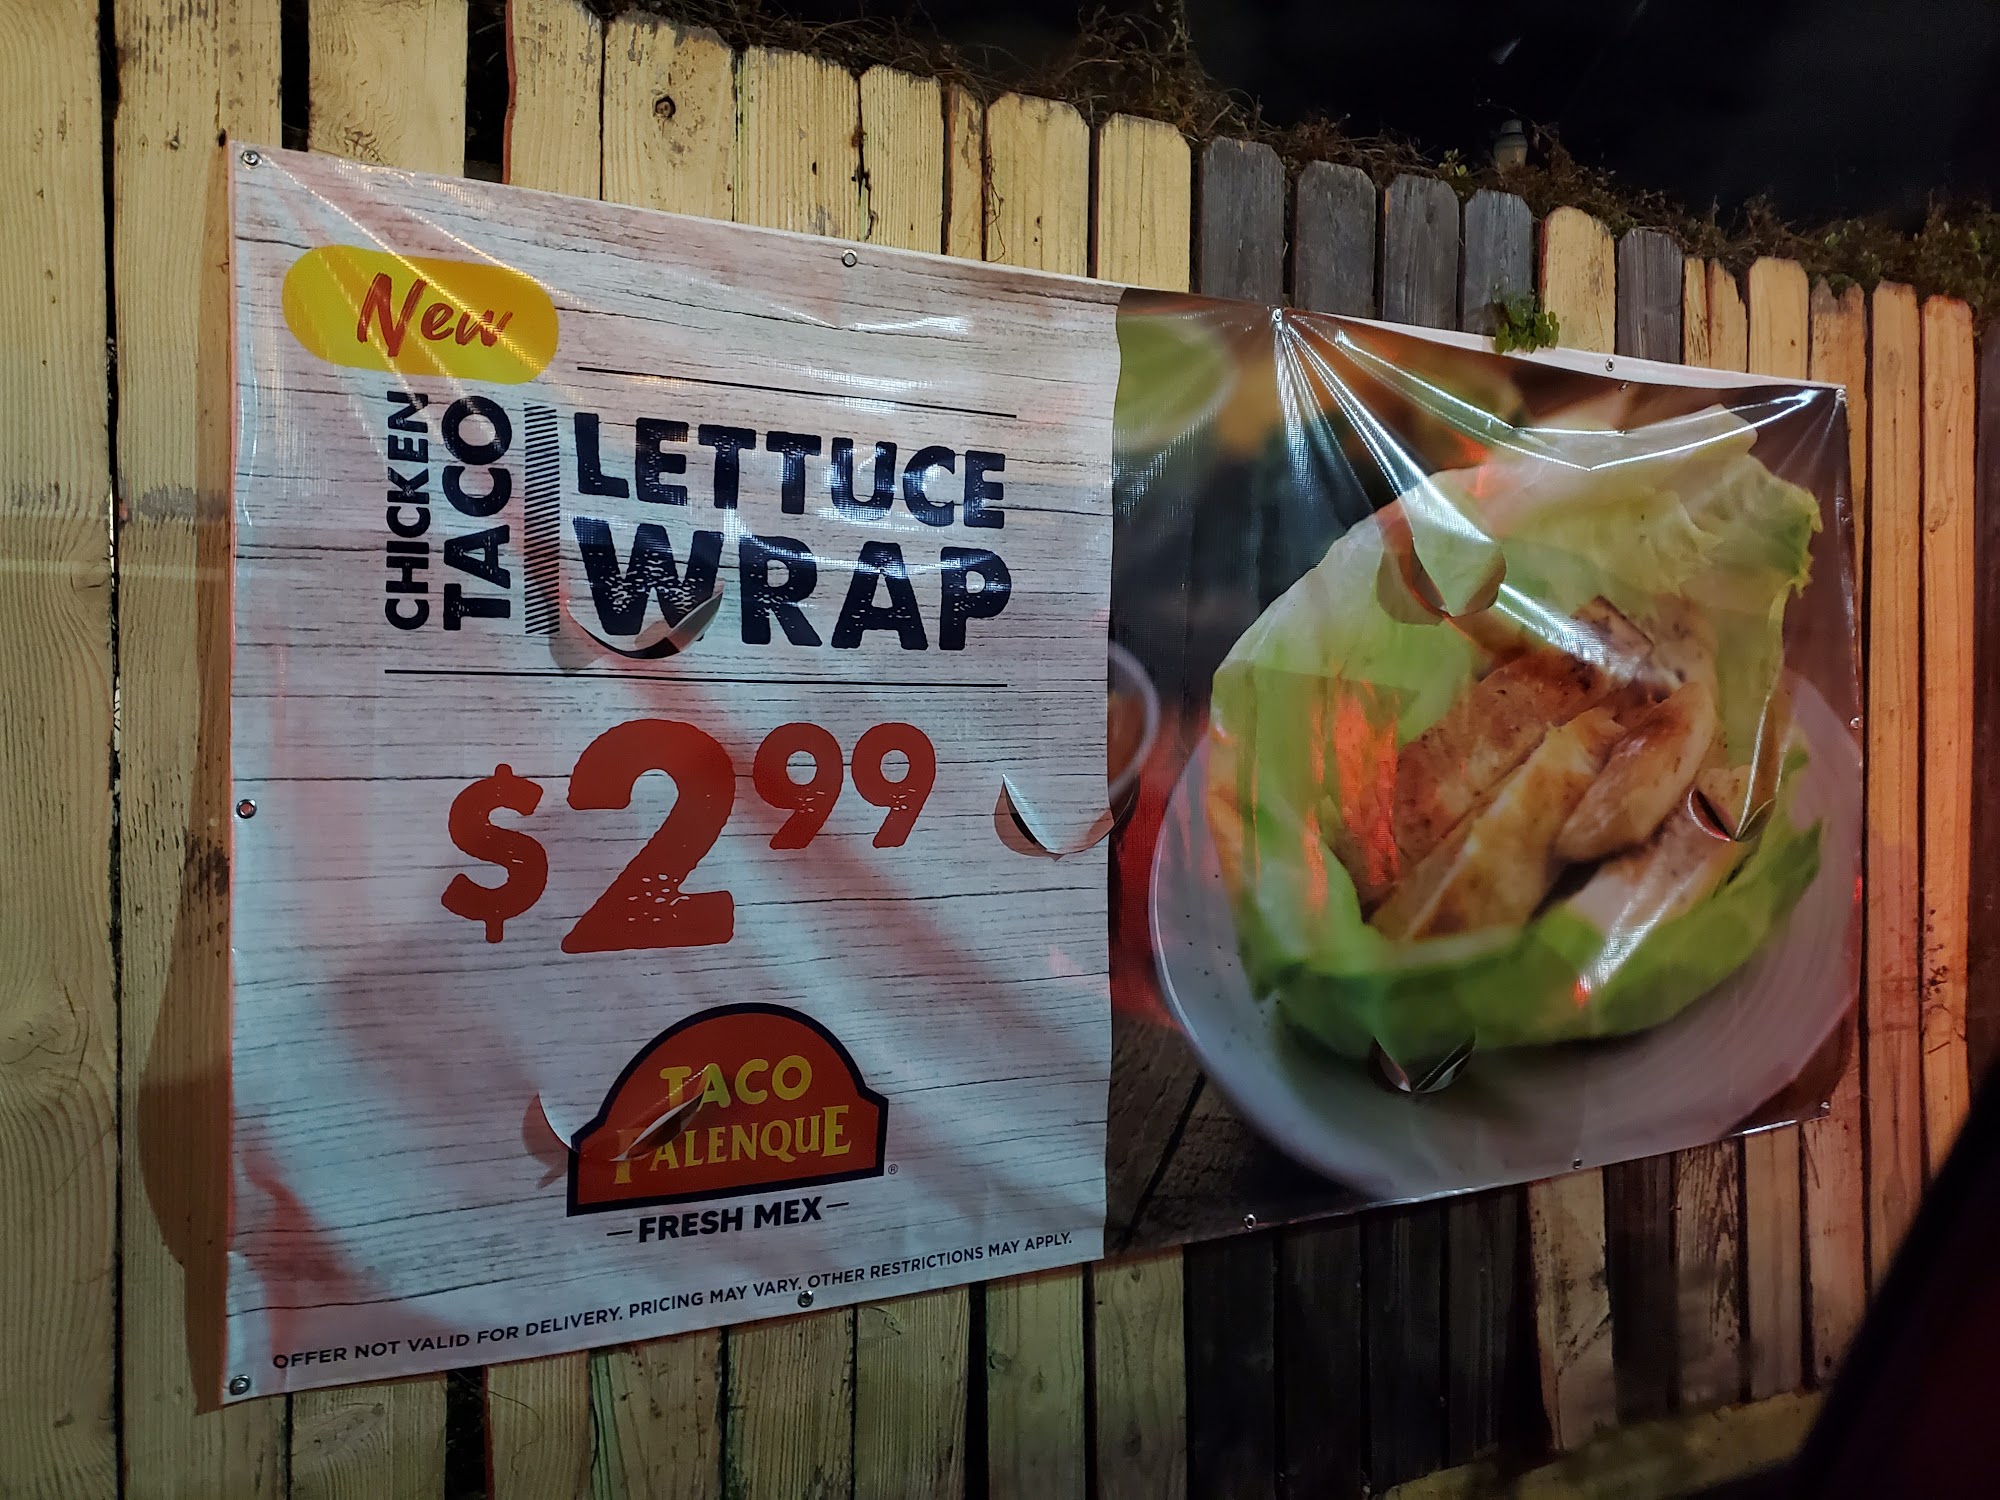 New
CHICKEN
TACO
LETTUCE
WRAP
$2 99
TACO
PALENQUE
®
—FRESH MEX—
OFFER NOT VALID FOR DELIVERY. PRICING MAY VARY. OTHER RESTRICTIONS MAY APPLY.